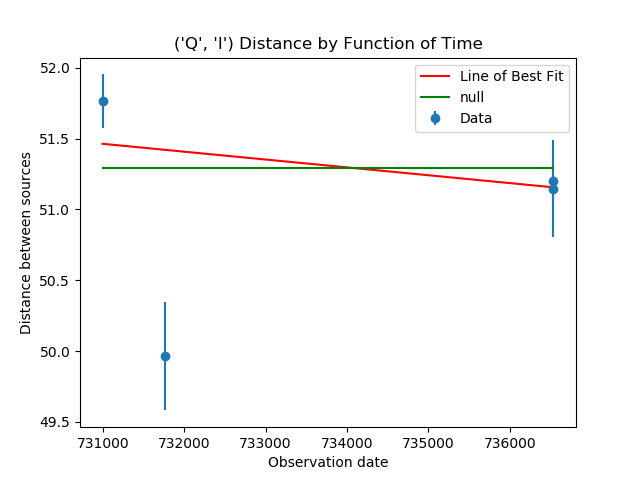 ('Q', 'I') Distance by Function of Time
Line of Best Fit
null
Data
Distance between sources
52.0
51.5
51.0
50.5
50.0
49.5
731000 732000 733000 734000 735000 736000
Observation date